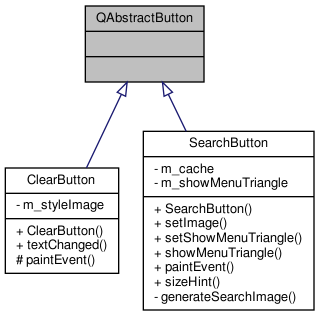 QAbstractButton
ClearButton
- m_styleImage
+ ClearButton()
+ textChanged()
# paintEvent()
SearchButton
- m_cache
- m_showMenuTriangle
+ SearchButton()
+ setImage()
+ setShowMenuTriangle()
+ showMenuTriangle()
+ paintEvent()
+ sizeHint()
- generateSearchImage()